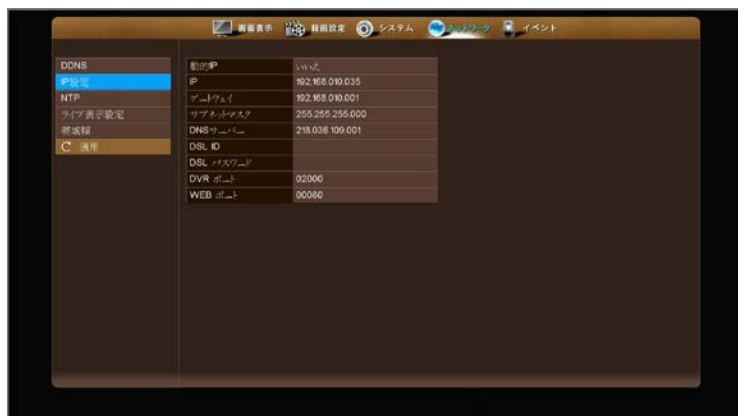 画面表示 録画設定 システム ネットワーク イベント
DDNS
IP設定
NTP
ライブ表示設定
帯域幅
適用
動的IP いいえ
IP 192.168.010.035
ゲートウェイ 192.168.010.001
サブネットマスク 255.255.255.000
DNSサーバー 218.036.109.001
DSL ID
DSL パスワード
DVR ポート 02000
WEB ポート 00080